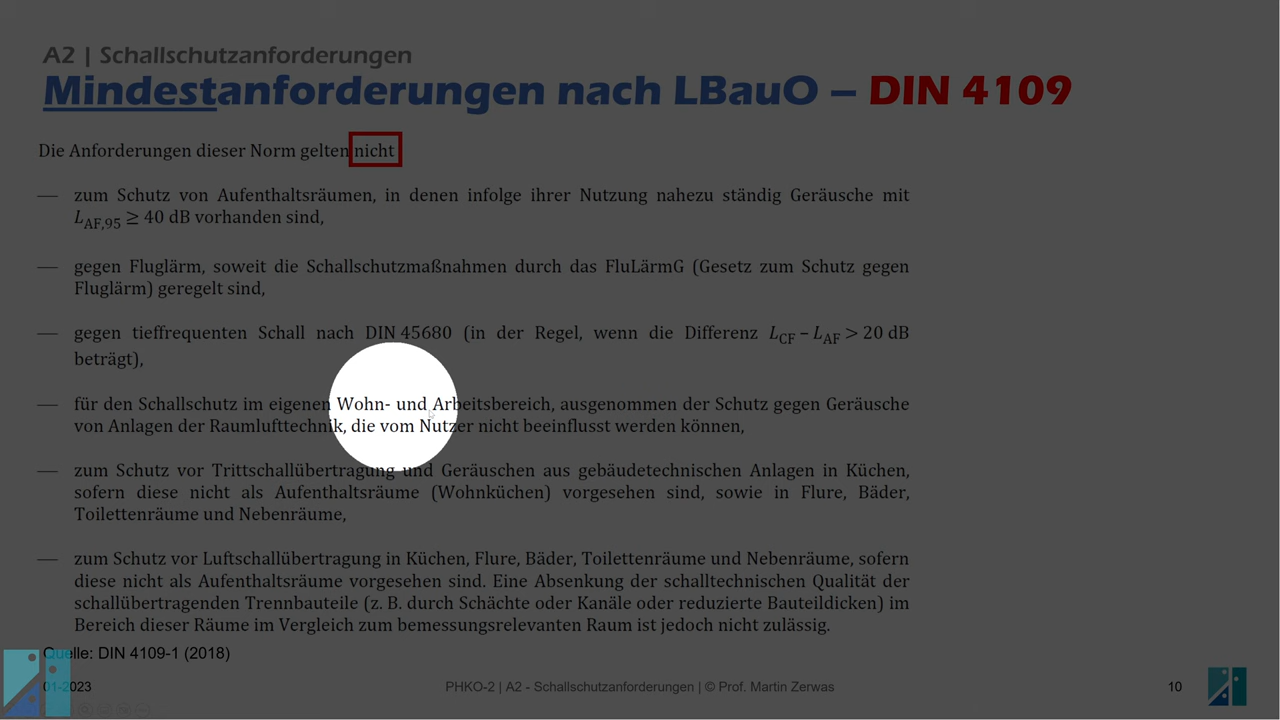 A2 | Schallschutzanforderungen
Mindestanforderungen nach LBauO – DIN 4109
Die Anforderungen dieser Norm gelten nicht
— zum Schutz von Aufenthaltsräumen, in denen infolge ihrer Nutzung nahezu ständig Geräusche mit
LAF,95 ≥ 40 dB vorhanden sind,
— gegen Fluglärm, soweit die Schallschutzmaßnahmen durch das FluLärmG (Gesetz zum Schutz gegen
Fluglärm) geregelt sind,
— gegen tieffrequenten Schall nach DIN 45680 (in der Regel, wenn die Differenz LCF – LAF > 20 dB
beträgt),
— für den Schallschutz im eigenen Wohn- und Arbeitsbereich, ausgenommen der Schutz gegen Geräusche
von Anlagen der Raumlufttechnik, die vom Nutzer nicht beeinflusst werden können,
— zum Schutz vor Trittschallübertragung und Geräuschen aus gebäudetechnischen Anlagen in Küchen,
sofern diese nicht als Aufenthaltsräume (Wohnküchen) vorgesehen sind, sowie in Flure, Bäder,
Toilettenräume und Nebenräume,
— zum Schutz vor Luftschallübertragung in Küchen, Flure, Bäder, Toilettenräume und Nebenräume, sofern
diese nicht als Aufenthaltsräume vorgesehen sind. Eine Absenkung der schalltechnischen Qualität der
schallübertragenden Trennbauteile (z. B. durch Schächte oder Kanäle oder reduzierte Bauteildicken) im
Bereich dieser Räume im Vergleich zum bemessungsrelevanten Raum ist jedoch nicht zulässig.
Quelle: DIN 4109-1 (2018)
01-2023
PHKO-2 | A2 - Schallschutzanforderungen | © Prof. Martin Zerwas
10